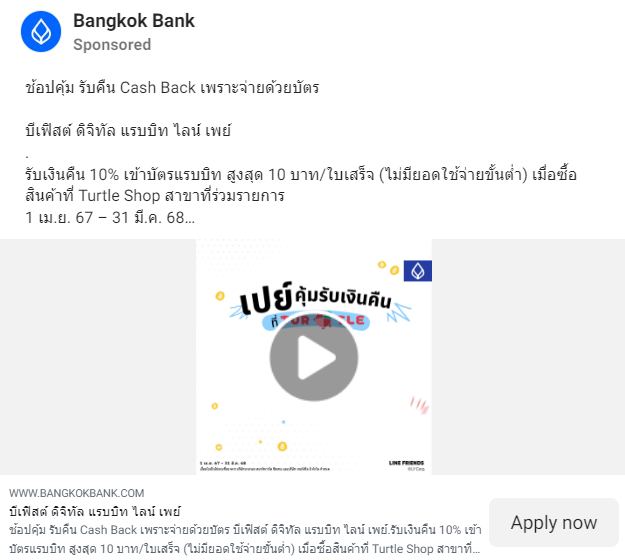 Bangkok Bank
Sponsored
ช้อปคุ้ม รับคืน Cash Back เพราะจ่ายด้วยบัตร
บีเฟิสต์ ดิจิทัล แรบบิท ไลน์ เพย์
.
รับเงินคืน 10% เข้าบัตรแรบบิท สูงสุด 10 บาท/ใบเสร็จ (ไม่มียอดใช้จ่ายขั้นต่ำ) เมื่อซื้อ
สินค้าที่ Turtle Shop สาขาที่ร่วมรายการ
1 เม.ย. 67 – 31 มี.ค. 68...
เปย์คุ้มรับเงินคืน
ที่
1 เม.ย. 67 – 31 มี.ค. 68
LINE FRIENDS
WWW.BANGKOKBANK.COM
บีเฟิสต์ ดิจิทัล แรบบิท ไลน์ เพย์
ช้อปคุ้ม รับคืน Cash Back เพราะจ่ายด้วยบัตร บีเฟิสต์ ดิจิทัล แรบบิท ไลน์ เพย์.รับเงินคืน 10% เข้า
บัตรแรบบิท สูงสุด 10 บาท/ใบเสร็จ (ไม่มียอดใช้จ่ายขั้นต่ำ) เมื่อซื้อสินค้าที่ Turtle Shop สาขาที่...
Apply now